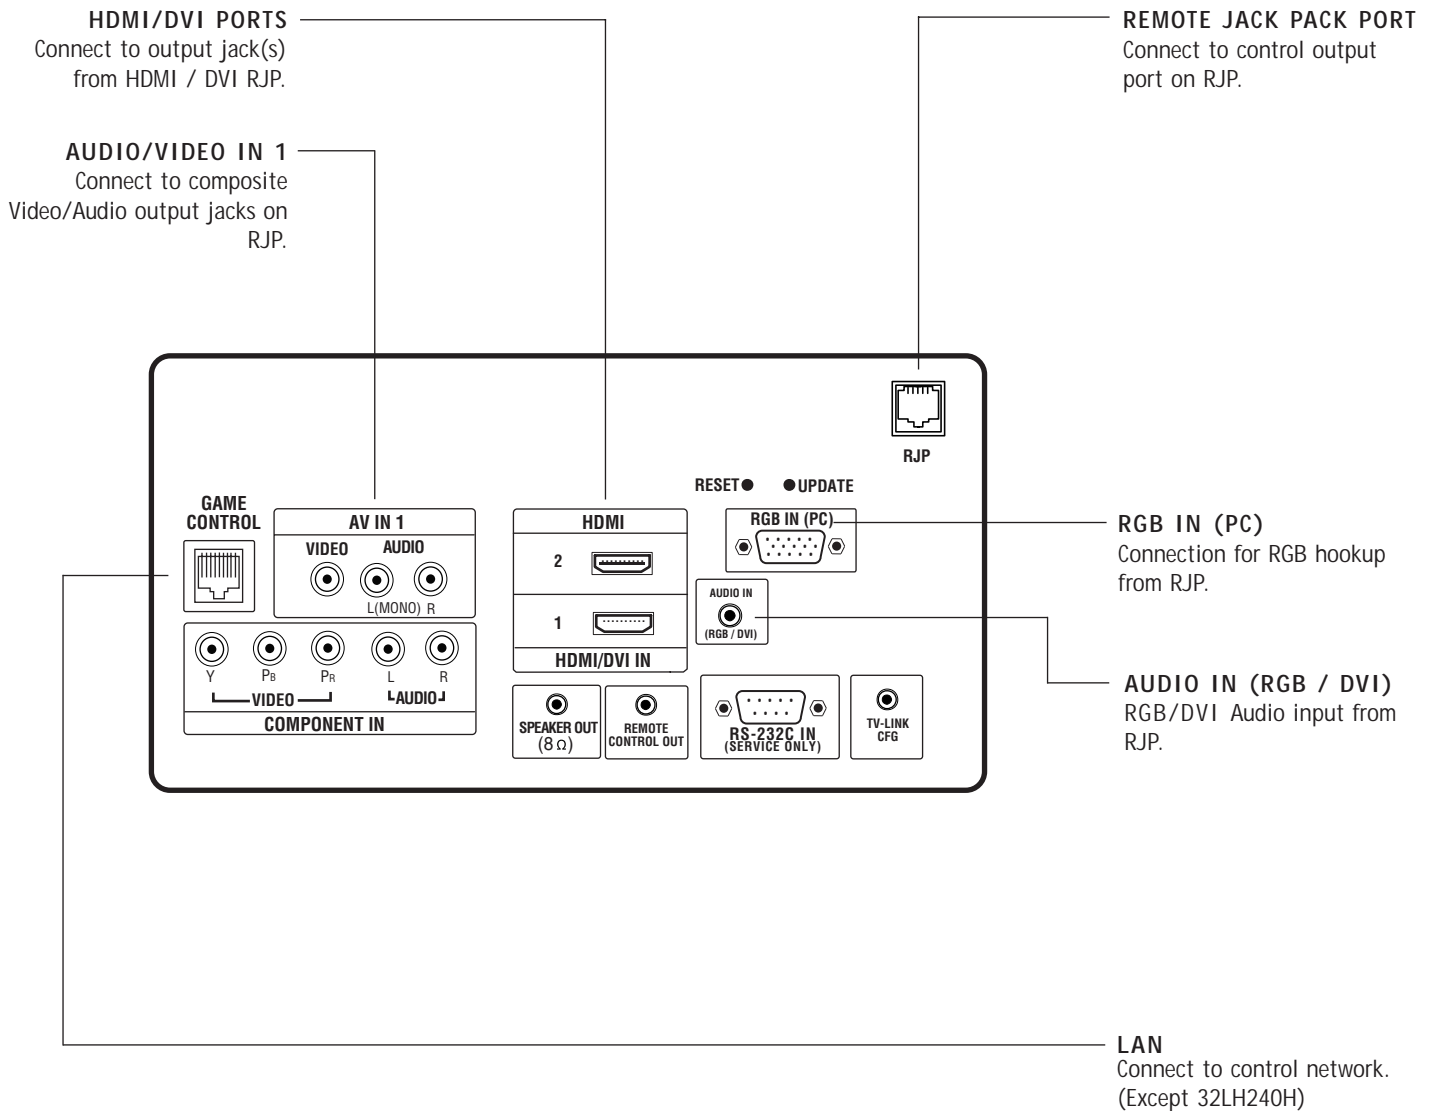 HDMI/DVI PORTS
Connect to output jack(s)
from HDMI / DVI RJP.
REMOTE JACK PACK PORT
Connect to control output
port on RJP.
AUDIO/VIDEO IN 1
Connect to composite
Video/Audio output jacks on
RJP.
RJP
RESET
UPDATE
GAME
CONTROL
AV IN 1
VIDEO
AUDIO
L(MONO) R
HDMI
2
1
HDMI/DVI IN
RGB IN (PC)
AUDIO IN
(RGB / DVI)
Y
PB
PR
L
R
VIDEO
AUDIO
COMPONENT IN
SPEAKER OUT
(8 Ω)
REMOTE
CONTROL OUT
RS-232C IN
(SERVICE ONLY)
TV-LINK
CFG
RGB IN (PC)
Connection for RGB hookup
from RJP.
AUDIO IN (RGB / DVI)
RGB/DVI Audio input from
RJP.
LAN
Connect to control network.
(Except 32LH240H)